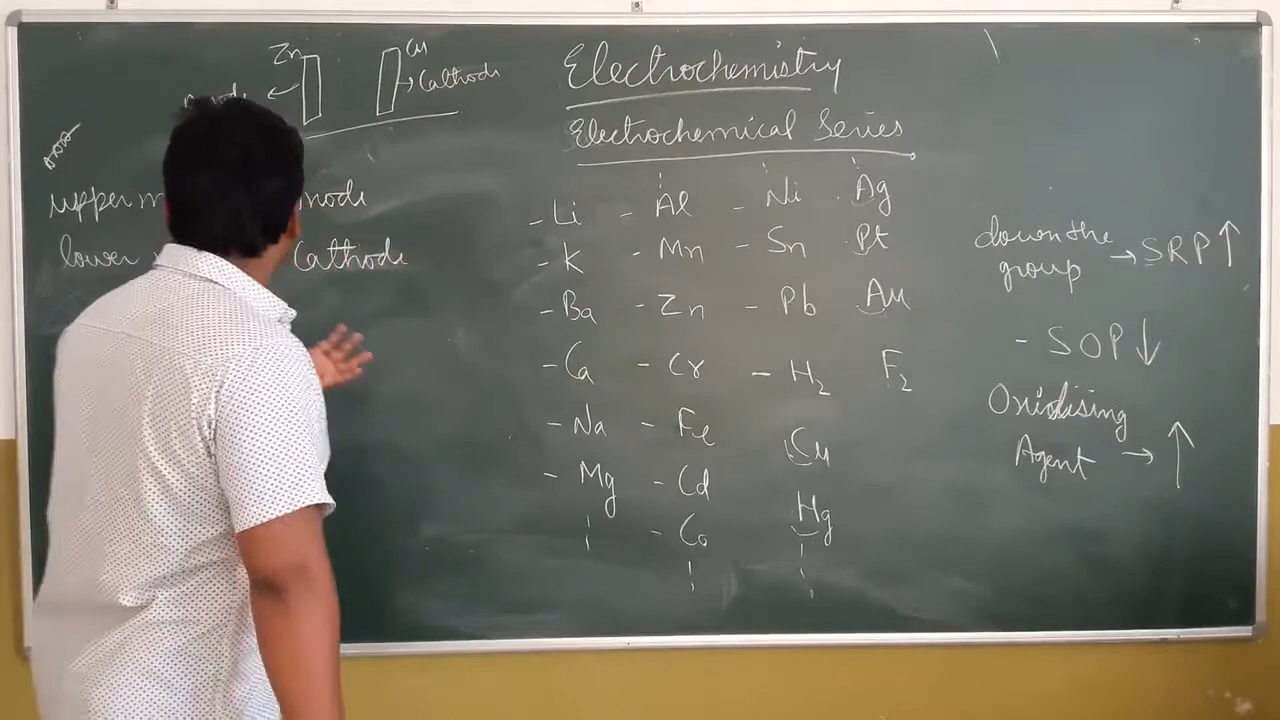 Zn Cu
Cathode
upper
lower Cathode
Electrochemistry
Electrochemical Series
- Li
- K
- Ba
- Ca
- Na
- Mg
- Al
- Mn
- Zn
- Cr
- Fe
- Cd
- Co
- Ni
- Sn
- Pb
- H2
Cu
Hg
Ag
Pt
Au
F2
down the
group → SRP ↑
- SOP ↓
Oxidising
Agent → ↑